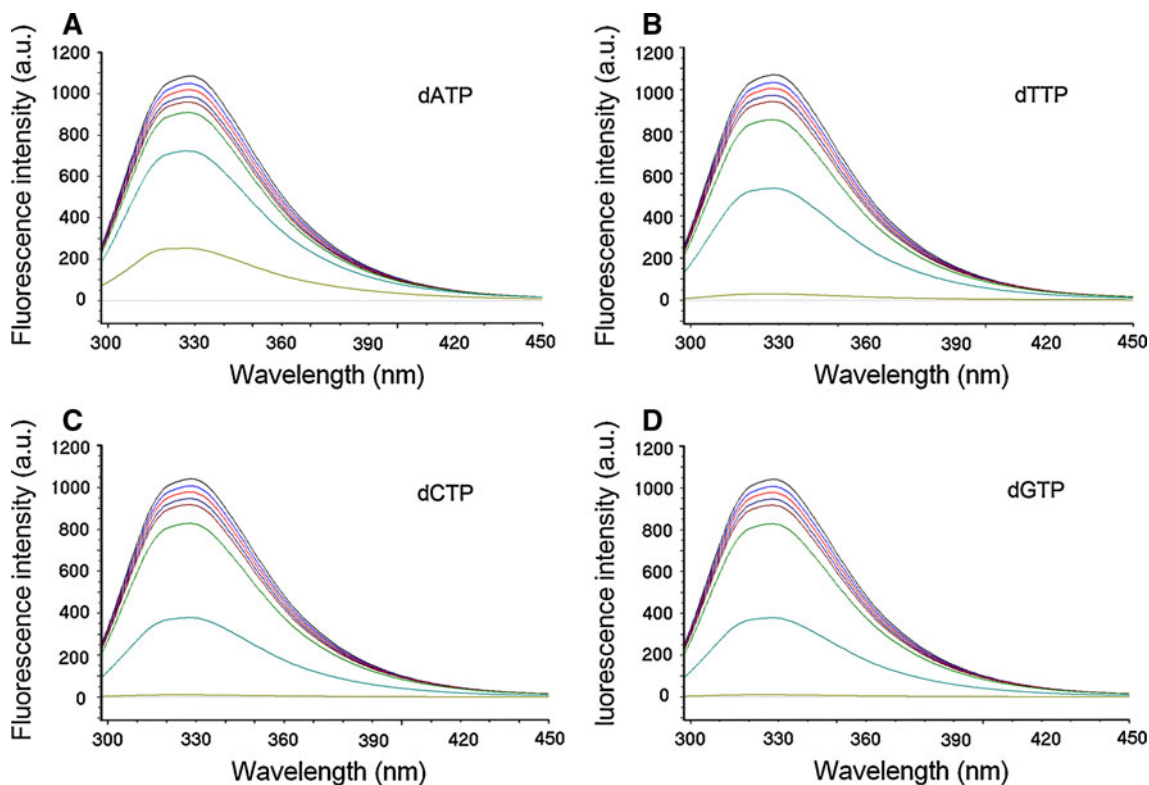 A
Fluorescence intensity (a.u.)
1200
1000
800
600
400
200
0
dATP
300 330 360 390 420 450
Wavelength (nm)
B
Fluorescence intensity (a.u.)
1200
1000
800
600
400
200
0
dTTP
300 330 360 390 420 450
Wavelength (nm)
C
Fluorescence intensity (a.u.)
1200
1000
800
600
400
200
0
dCTP
300 330 360 390 420 450
Wavelength (nm)
D
luorescence intensity (a.u.)
1200
1000
800
600
400
200
0
dGTP
300 330 360 390 420 450
Wavelength (nm)